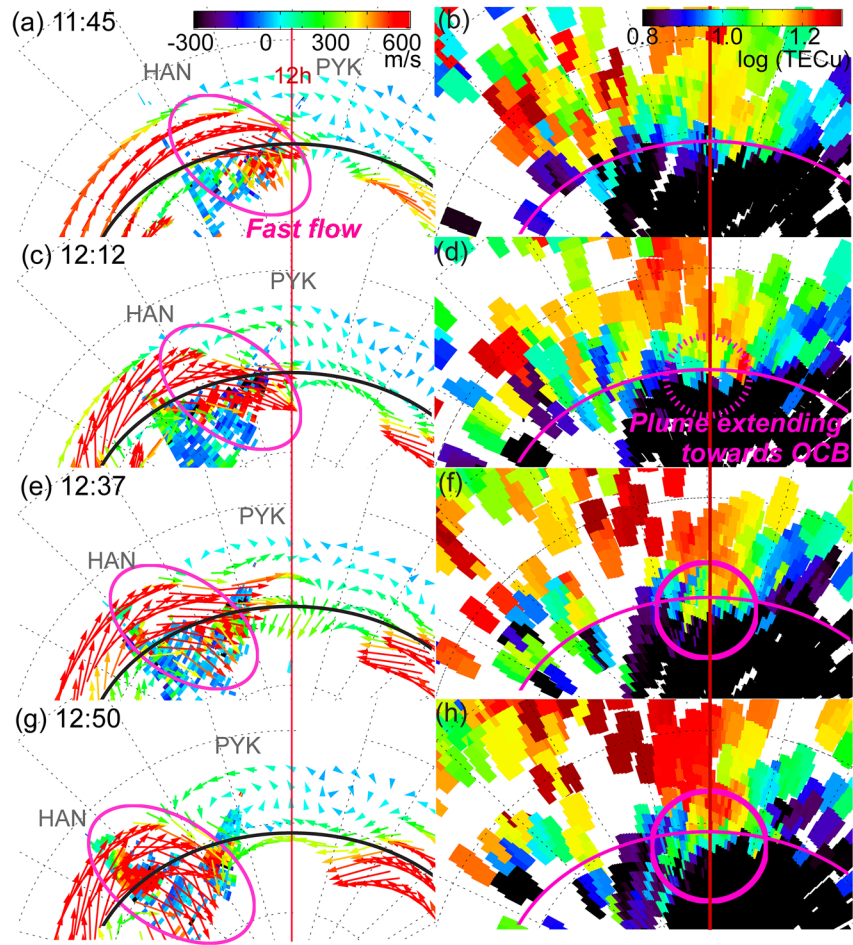 (a) 11:45
-300 0 300 600
m/s
HAN
12h
PYK
Fast flow
(b)
0.8 1.0 1.2
log (TECu)
(c) 12:12
PYK
HAN
(d)
Plume extending
towards OCB
(e) 12:37
PYK
HAN
(f)
(g) 12:50
PYK
HAN
(h)